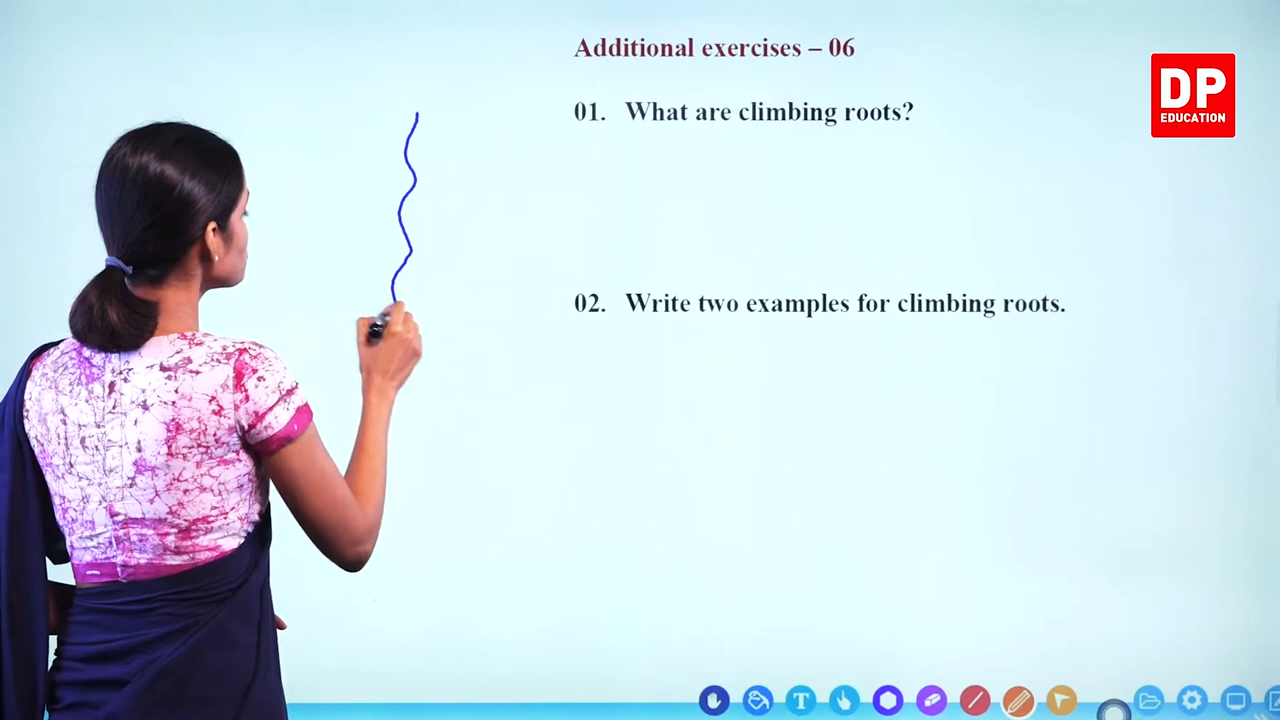 Additional exercises – 06
DP
EDUCATION
01. What are climbing roots?
02. Write two examples for climbing roots.
T